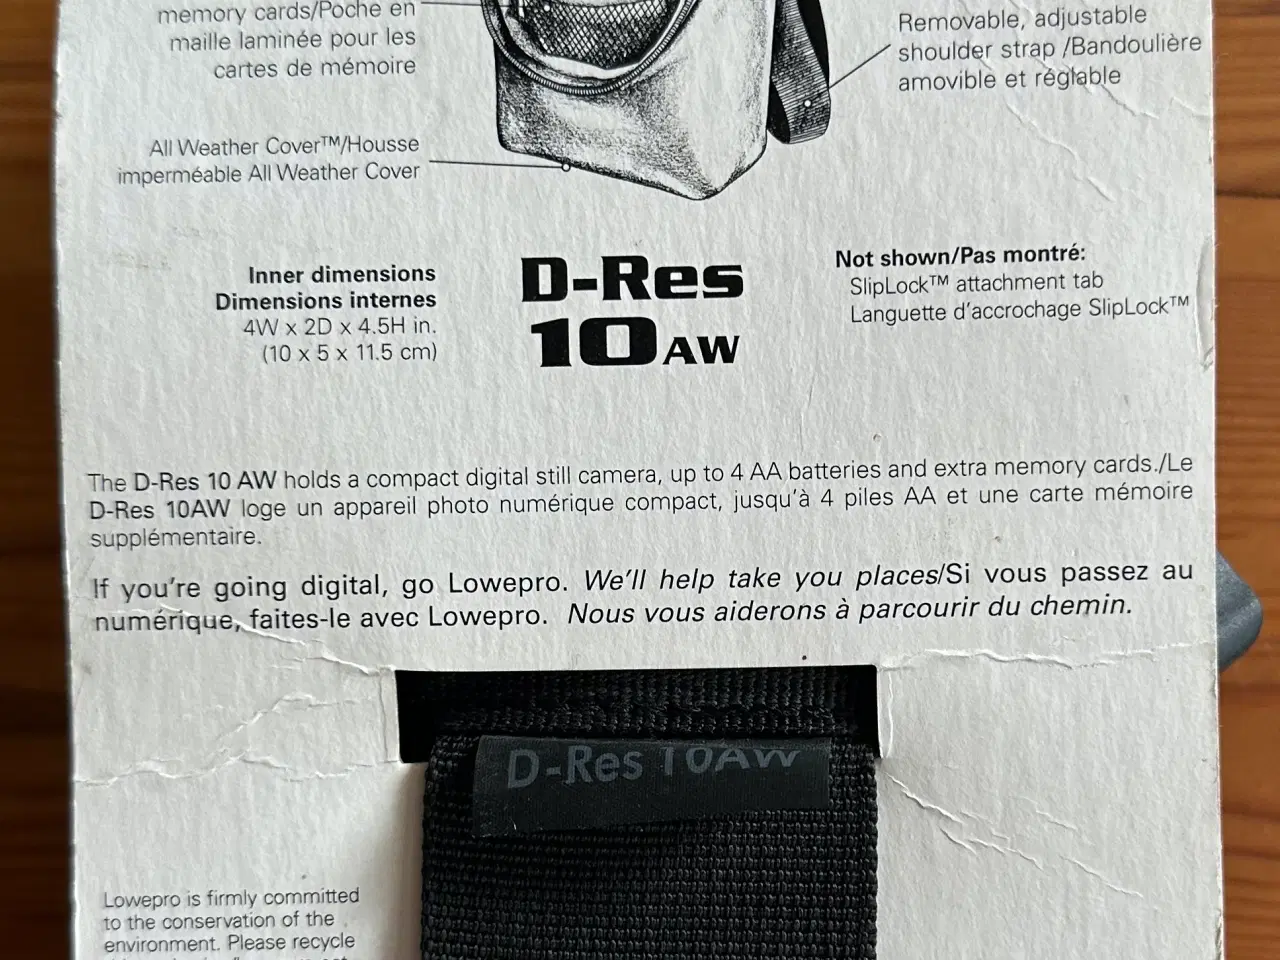 memory cards/Poche en
maille laminée pour les
cartes de mémoire
Removable, adjustable
shoulder strap /Bandoulière
amovible et réglable
All Weather Cover™/Housse
imperméable All Weather Cover
Inner dimensions
Dimensions internes
4W x 2D x 4.5H in.
(10 x 5 x 11.5 cm)
D-Res
10 AW
Not shown/Pas montré:
SlipLock™ attachment tab
Languette d'accrochage SlipLock™
The D-Res 10 AW holds a compact digital still camera, up to 4 AA batteries and extra memory cards./Le
D-Res 10AW loge un appareil photo numérique compact, jusqu'à 4 piles AA et une carte mémoire
supplémentaire.
If you're going digital, go Lowepro. We'll help take you places/Si vous passez au
numérique, faites-le avec Lowepro. Nous vous aiderons à parcourir du chemin.
D-Res 10AW
Lowepro is firmly committed
to the conservation of the
environment. Please recycle